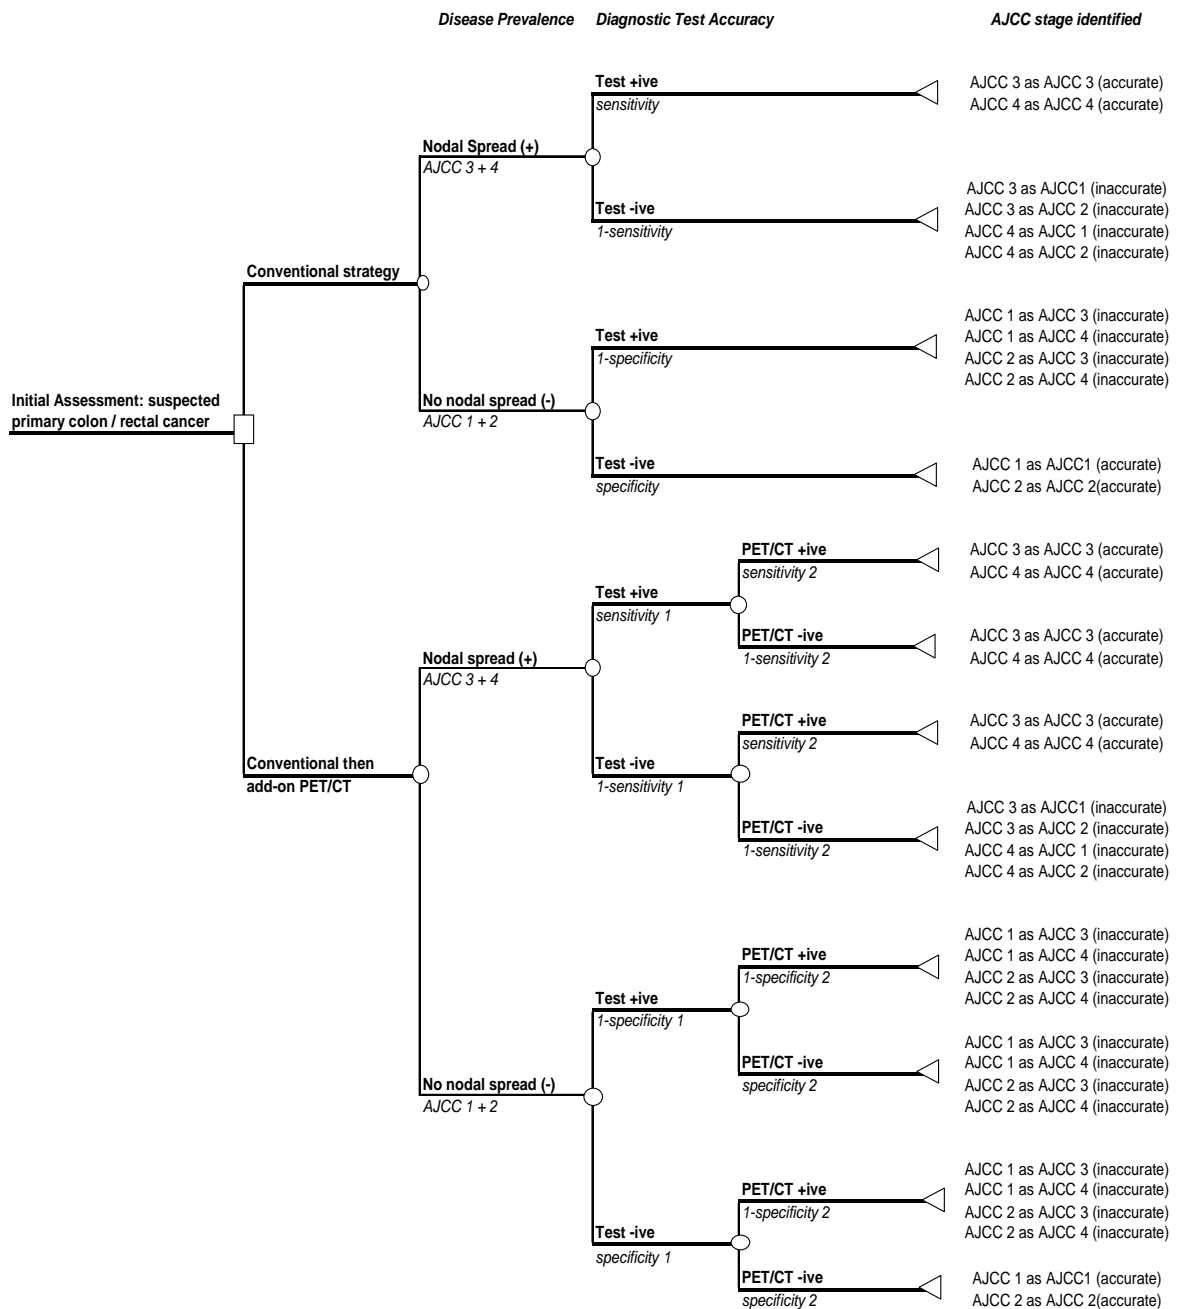 Disease Prevalence
Diagnostic Test Accuracy
AJCC stage identified
Initial Assessment: suspected
primary colon / rectal cancer
Conventional strategy
Nodal Spread (+)
AJCC 3 + 4
Test +ive
sensitivity
AJCC 3 as AJCC 3 (accurate)
AJCC 4 as AJCC 4 (accurate)
Test -ive
1-sensitivity
AJCC 3 as AJCC1 (inaccurate)
AJCC 3 as AJCC 2 (inaccurate)
AJCC 4 as AJCC 1 (inaccurate)
AJCC 4 as AJCC 2 (inaccurate)
No nodal spread (-)
AJCC 1 + 2
Test +ive
1-specificity
AJCC 1 as AJCC 3 (inaccurate)
AJCC 1 as AJCC 4 (inaccurate)
AJCC 2 as AJCC 3 (inaccurate)
AJCC 2 as AJCC 4 (inaccurate)
Test -ive
specificity
AJCC 1 as AJCC1 (accurate)
AJCC 2 as AJCC 2(accurate)
Conventional then
add-on PET/CT
Nodal spread (+)
AJCC 3 + 4
Test +ive
sensitivity 1
PET/CT +ive
sensitivity 2
AJCC 3 as AJCC 3 (accurate)
AJCC 4 as AJCC 4 (accurate)
PET/CT -ive
1-sensitivity 2
AJCC 3 as AJCC 3 (accurate)
AJCC 4 as AJCC 4 (accurate)
Test -ive
1-sensitivity 1
PET/CT +ive
sensitivity 2
AJCC 3 as AJCC 3 (accurate)
AJCC 4 as AJCC 4 (accurate)
PET/CT -ive
1-sensitivity 2
AJCC 3 as AJCC1 (inaccurate)
AJCC 3 as AJCC 2 (inaccurate)
AJCC 4 as AJCC 1 (inaccurate)
AJCC 4 as AJCC 2 (inaccurate)
No nodal spread (-)
AJCC 1 + 2
Test +ive
1-specificity 1
PET/CT +ive
1-specificity 2
AJCC 1 as AJCC 3 (inaccurate)
AJCC 1 as AJCC 4 (inaccurate)
AJCC 2 as AJCC 3 (inaccurate)
AJCC 2 as AJCC 4 (inaccurate)
PET/CT -ive
specificity 2
AJCC 1 as AJCC 3 (inaccurate)
AJCC 1 as AJCC 4 (inaccurate)
AJCC 2 as AJCC 3 (inaccurate)
AJCC 2 as AJCC 4 (inaccurate)
Test -ive
specificity 1
PET/CT +ive
1-specificity 2
AJCC 1 as AJCC 3 (inaccurate)
AJCC 1 as AJCC 4 (inaccurate)
AJCC 2 as AJCC 3 (inaccurate)
AJCC 2 as AJCC 4 (inaccurate)
PET/CT -ive
specificity 2
AJCC 1 as AJCC1 (accurate)
AJCC 2 as AJCC 2(accurate)